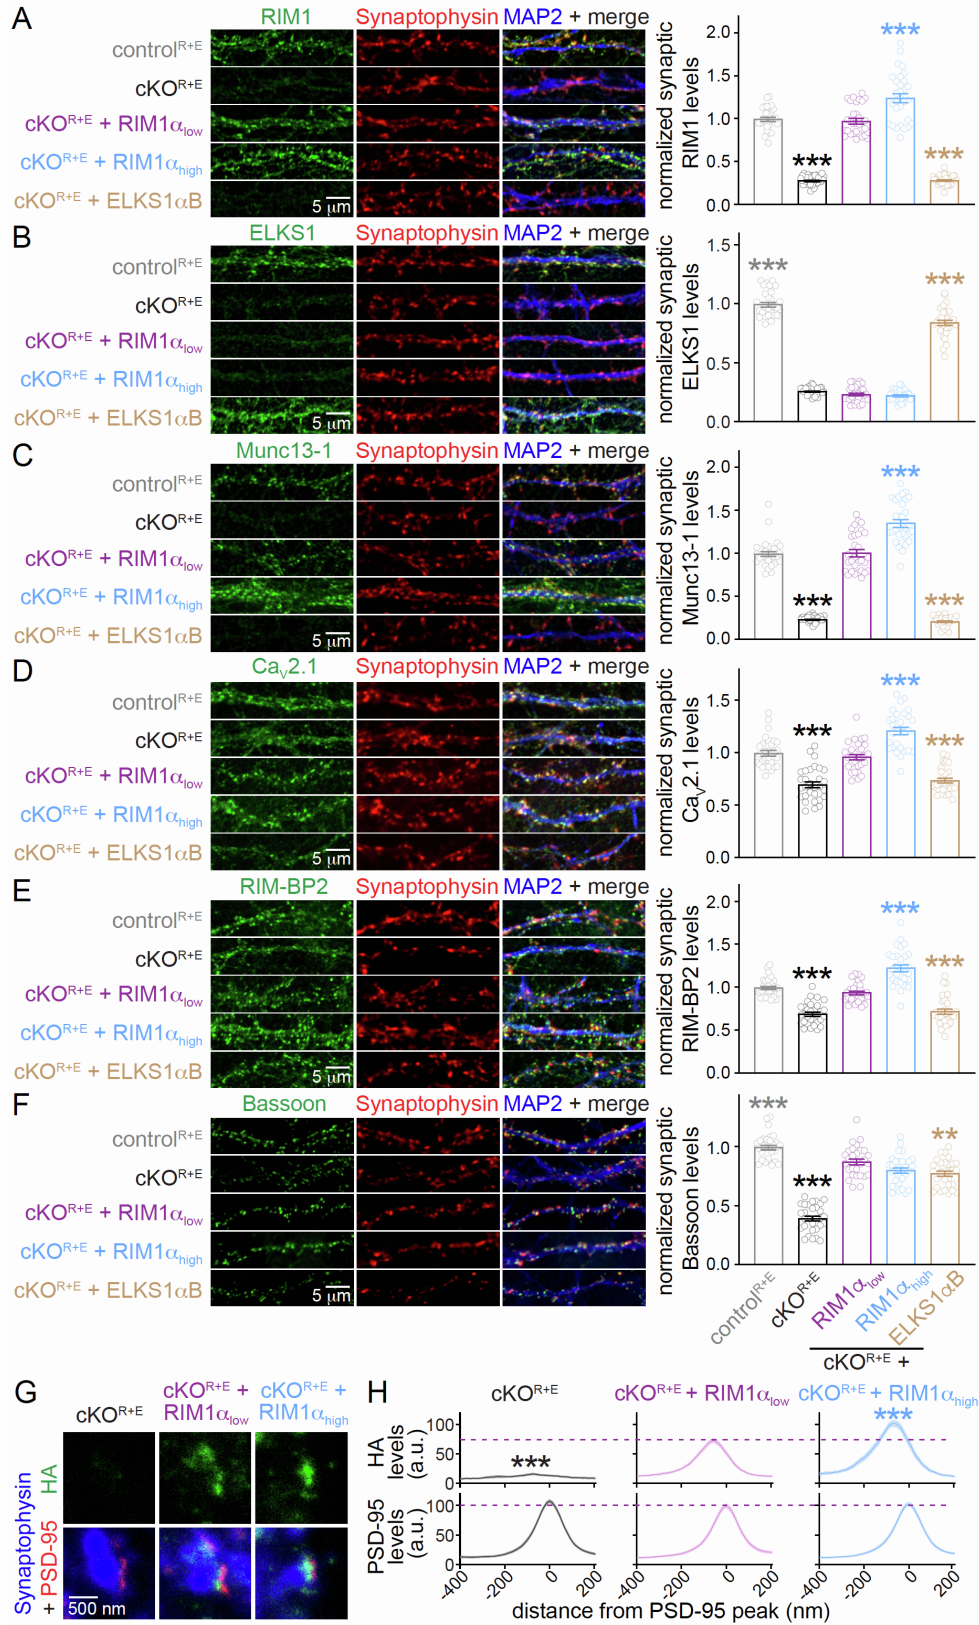 A
RIM1 Synaptophysin MAP2 + merge
controlR+E
cKOR+E
cKOR+E + RIM1αlow
cKOR+E + RIM1αhigh
cKOR+E + ELKS1αB
5 μm
normalized synaptic
RIM1 levels
2.0
1.5
1.0
0.5
0.0
***
***
***
B
ELKS1 Synaptophysin MAP2 + merge
controlR+E
cKOR+E
cKOR+E + RIM1αlow
cKOR+E + RIM1αhigh
cKOR+E + ELKS1αB
5 μm
normalized synaptic
ELKS1 levels
1.5
1.0
0.5
0.0
***
***
C
Munc13-1 Synaptophysin MAP2 + merge
controlR+E
cKOR+E
cKOR+E + RIM1αlow
cKOR+E + RIM1αhigh
cKOR+E + ELKS1αB
5 μm
normalized synaptic
Munc13-1 levels
2.0
1.5
1.0
0.5
0.0
***
***
***
D
CaV2.1 Synaptophysin MAP2 + merge
controlR+E
cKOR+E
cKOR+E + RIM1αlow
cKOR+E + RIM1αhigh
cKOR+E + ELKS1αB
5 μm
normalized synaptic
CaV2.1 levels
1.5
1.0
0.5
0.0
***
***
***
E
RIM-BP2 Synaptophysin MAP2 + merge
controlR+E
cKOR+E
cKOR+E + RIM1αlow
cKOR+E + RIM1αhigh
cKOR+E + ELKS1αB
5 μm
normalized synaptic
RIM-BP2 levels
2.0
1.5
1.0
0.5
0.0
***
***
***
F
Bassoon Synaptophysin MAP2 + merge
controlR+E
cKOR+E
cKOR+E + RIM1αlow
cKOR+E + RIM1αhigh
cKOR+E + ELKS1αB
5 μm
normalized synaptic
Bassoon levels
1.0
0.5
0.0
***
***
**
controlR+E
cKOR+E
RIM1αlow
RIM1αhigh
ELKS1αB
cKOR+E +
G
cKOR+E
cKOR+E +
RIM1αlow
cKOR+E +
RIM1αhigh
Synaptophysin HA
+ PSD-95
500 nm
H
cKOR+E
cKOR+E + RIM1αlow
cKOR+E + RIM1αhigh
HA
levels
(a.u.)
100
50
0
***
***
PSD-95
levels
(a.u.)
100
50
0
-400 -200 0 200
-400 -200 0 200
-400 -200 0 200
distance from PSD-95 peak (nm)